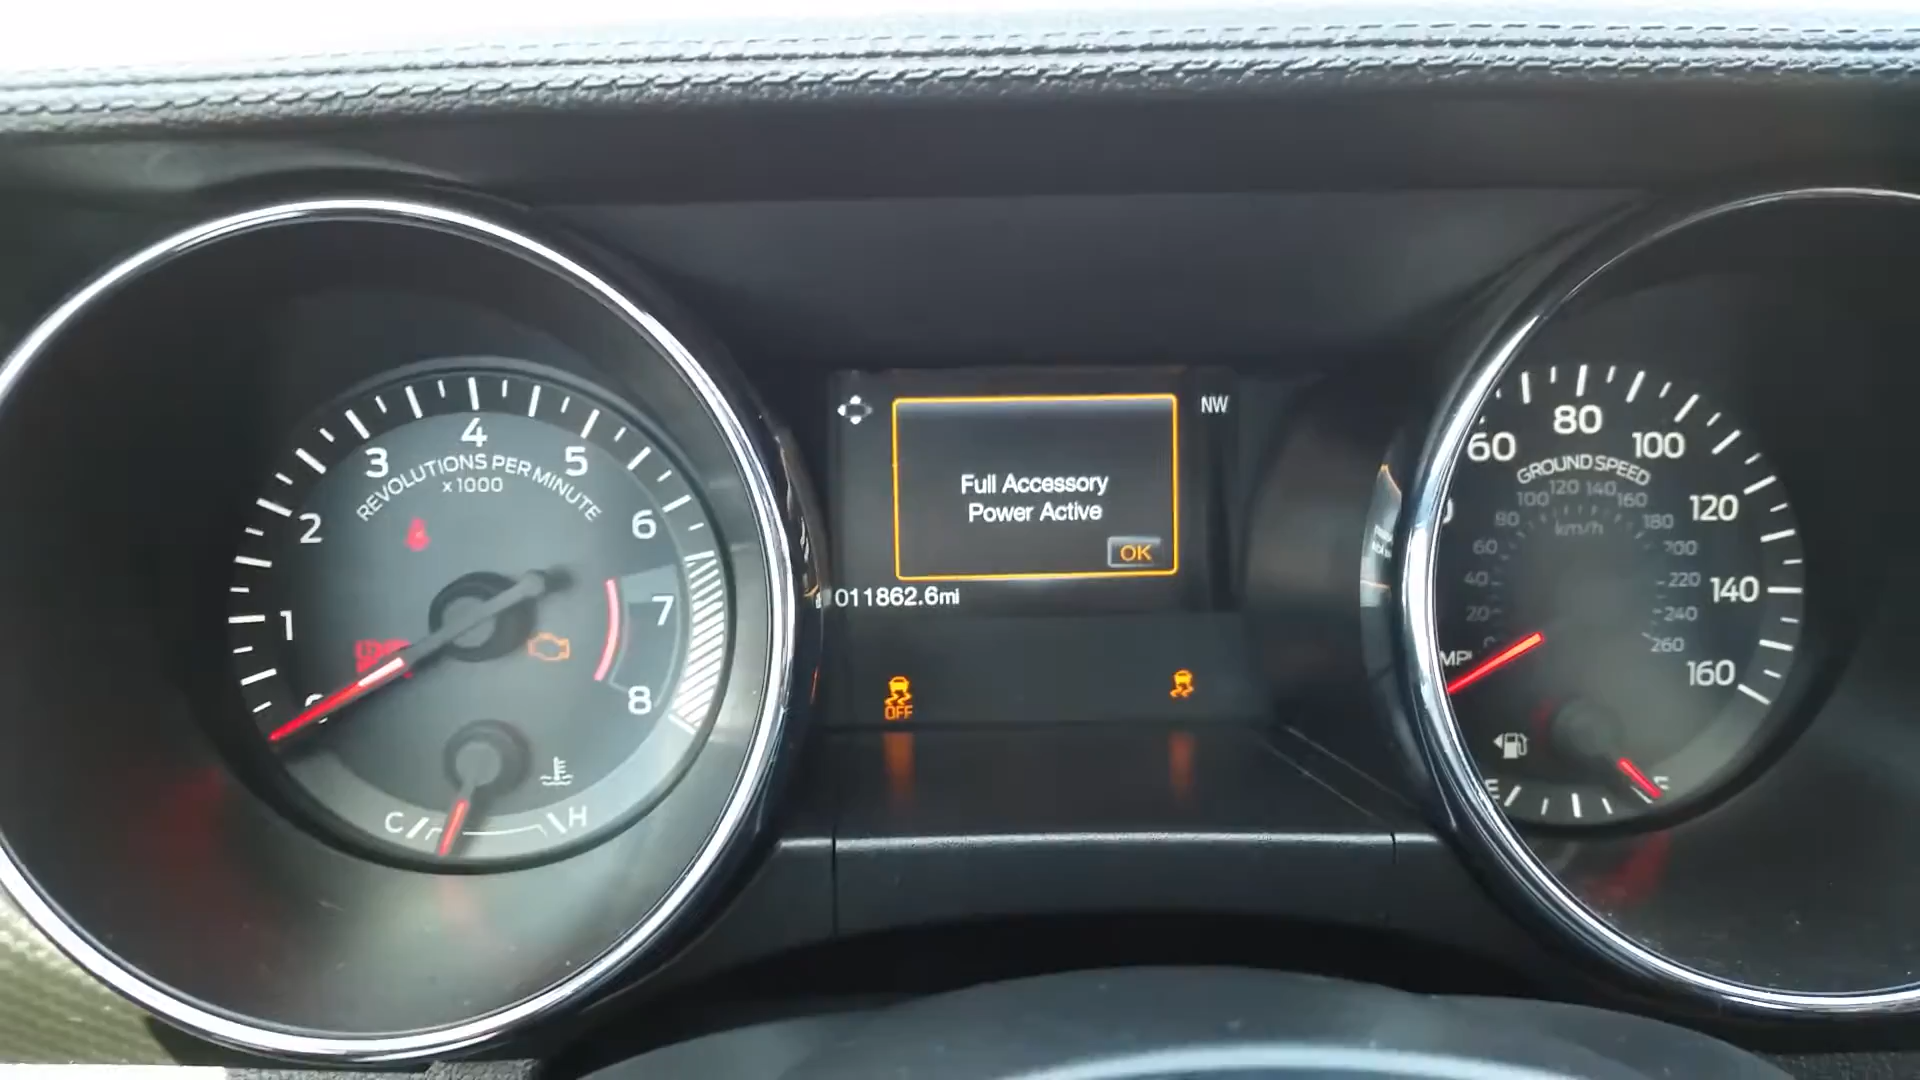 1
2
3
4
5
6
7
8
REVOLUTIONS PER MINUTE
x 1000
C
H
NW
Full Accessory
Power Active
OK
011862.6mi
OFF
60
80
100
120
140
160
GROUND SPEED
20
40
60
80
100
120
140
160
180
200
220
240
260
km/h
E